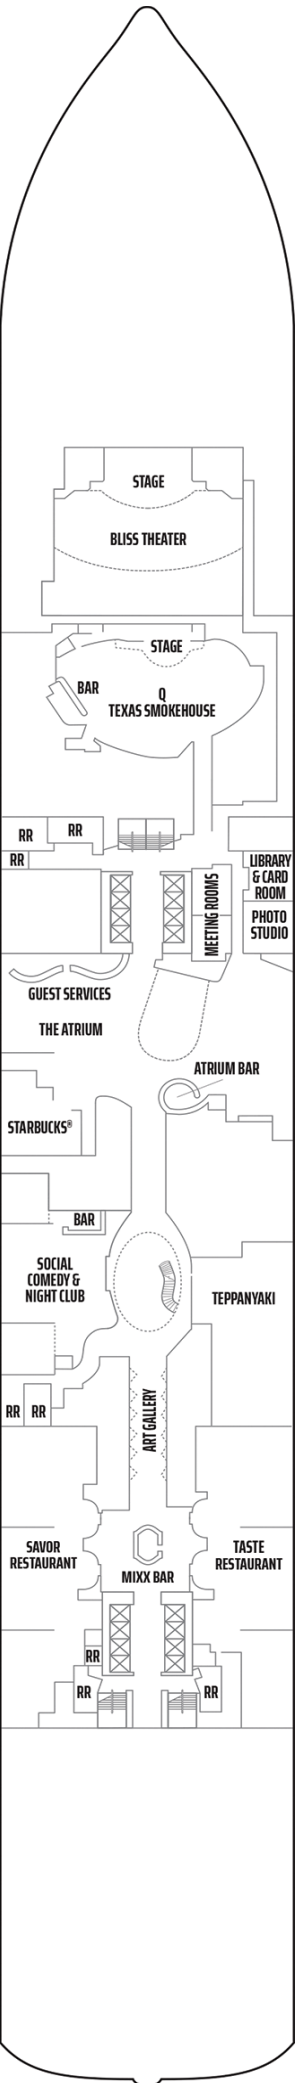 STAGE
BLISS THEATER
STAGE
BAR
Q
TEXAS SMOKEHOUSE
RR
RR
RR
LIBRARY
& CARD
ROOM
MEETING ROOMS
PHOTO
STUDIO
GUEST SERVICES
THE ATRIUM
ATRIUM BAR
STARBUCKS®
BAR
SOCIAL
COMEDY &
NIGHT CLUB
TEPPANYAKI
RR
RR
ART GALLERY
SAVOR
RESTAURANT
TASTE
RESTAURANT
MIXX BAR
RR
RR
RR